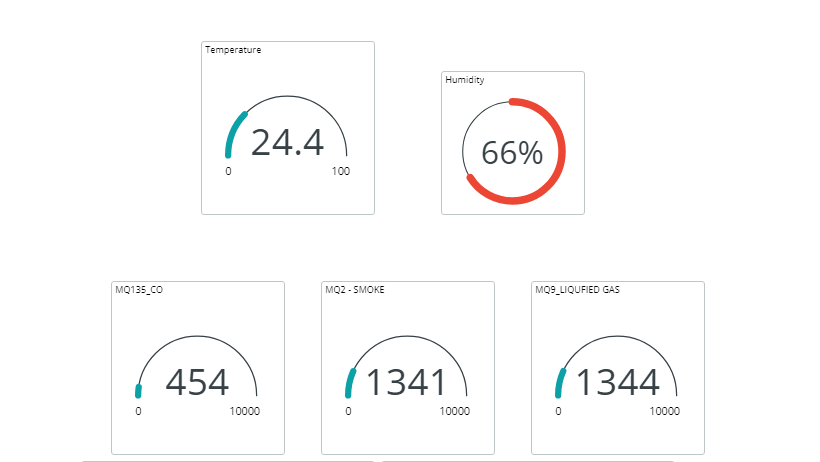 Temperature
24.4
0
100
Humidity
66%
MQ135_CO
454
0
10000
MQ2 - SMOKE
1341
0
10000
MQ9_LIQUFIED GAS
1344
0
10000